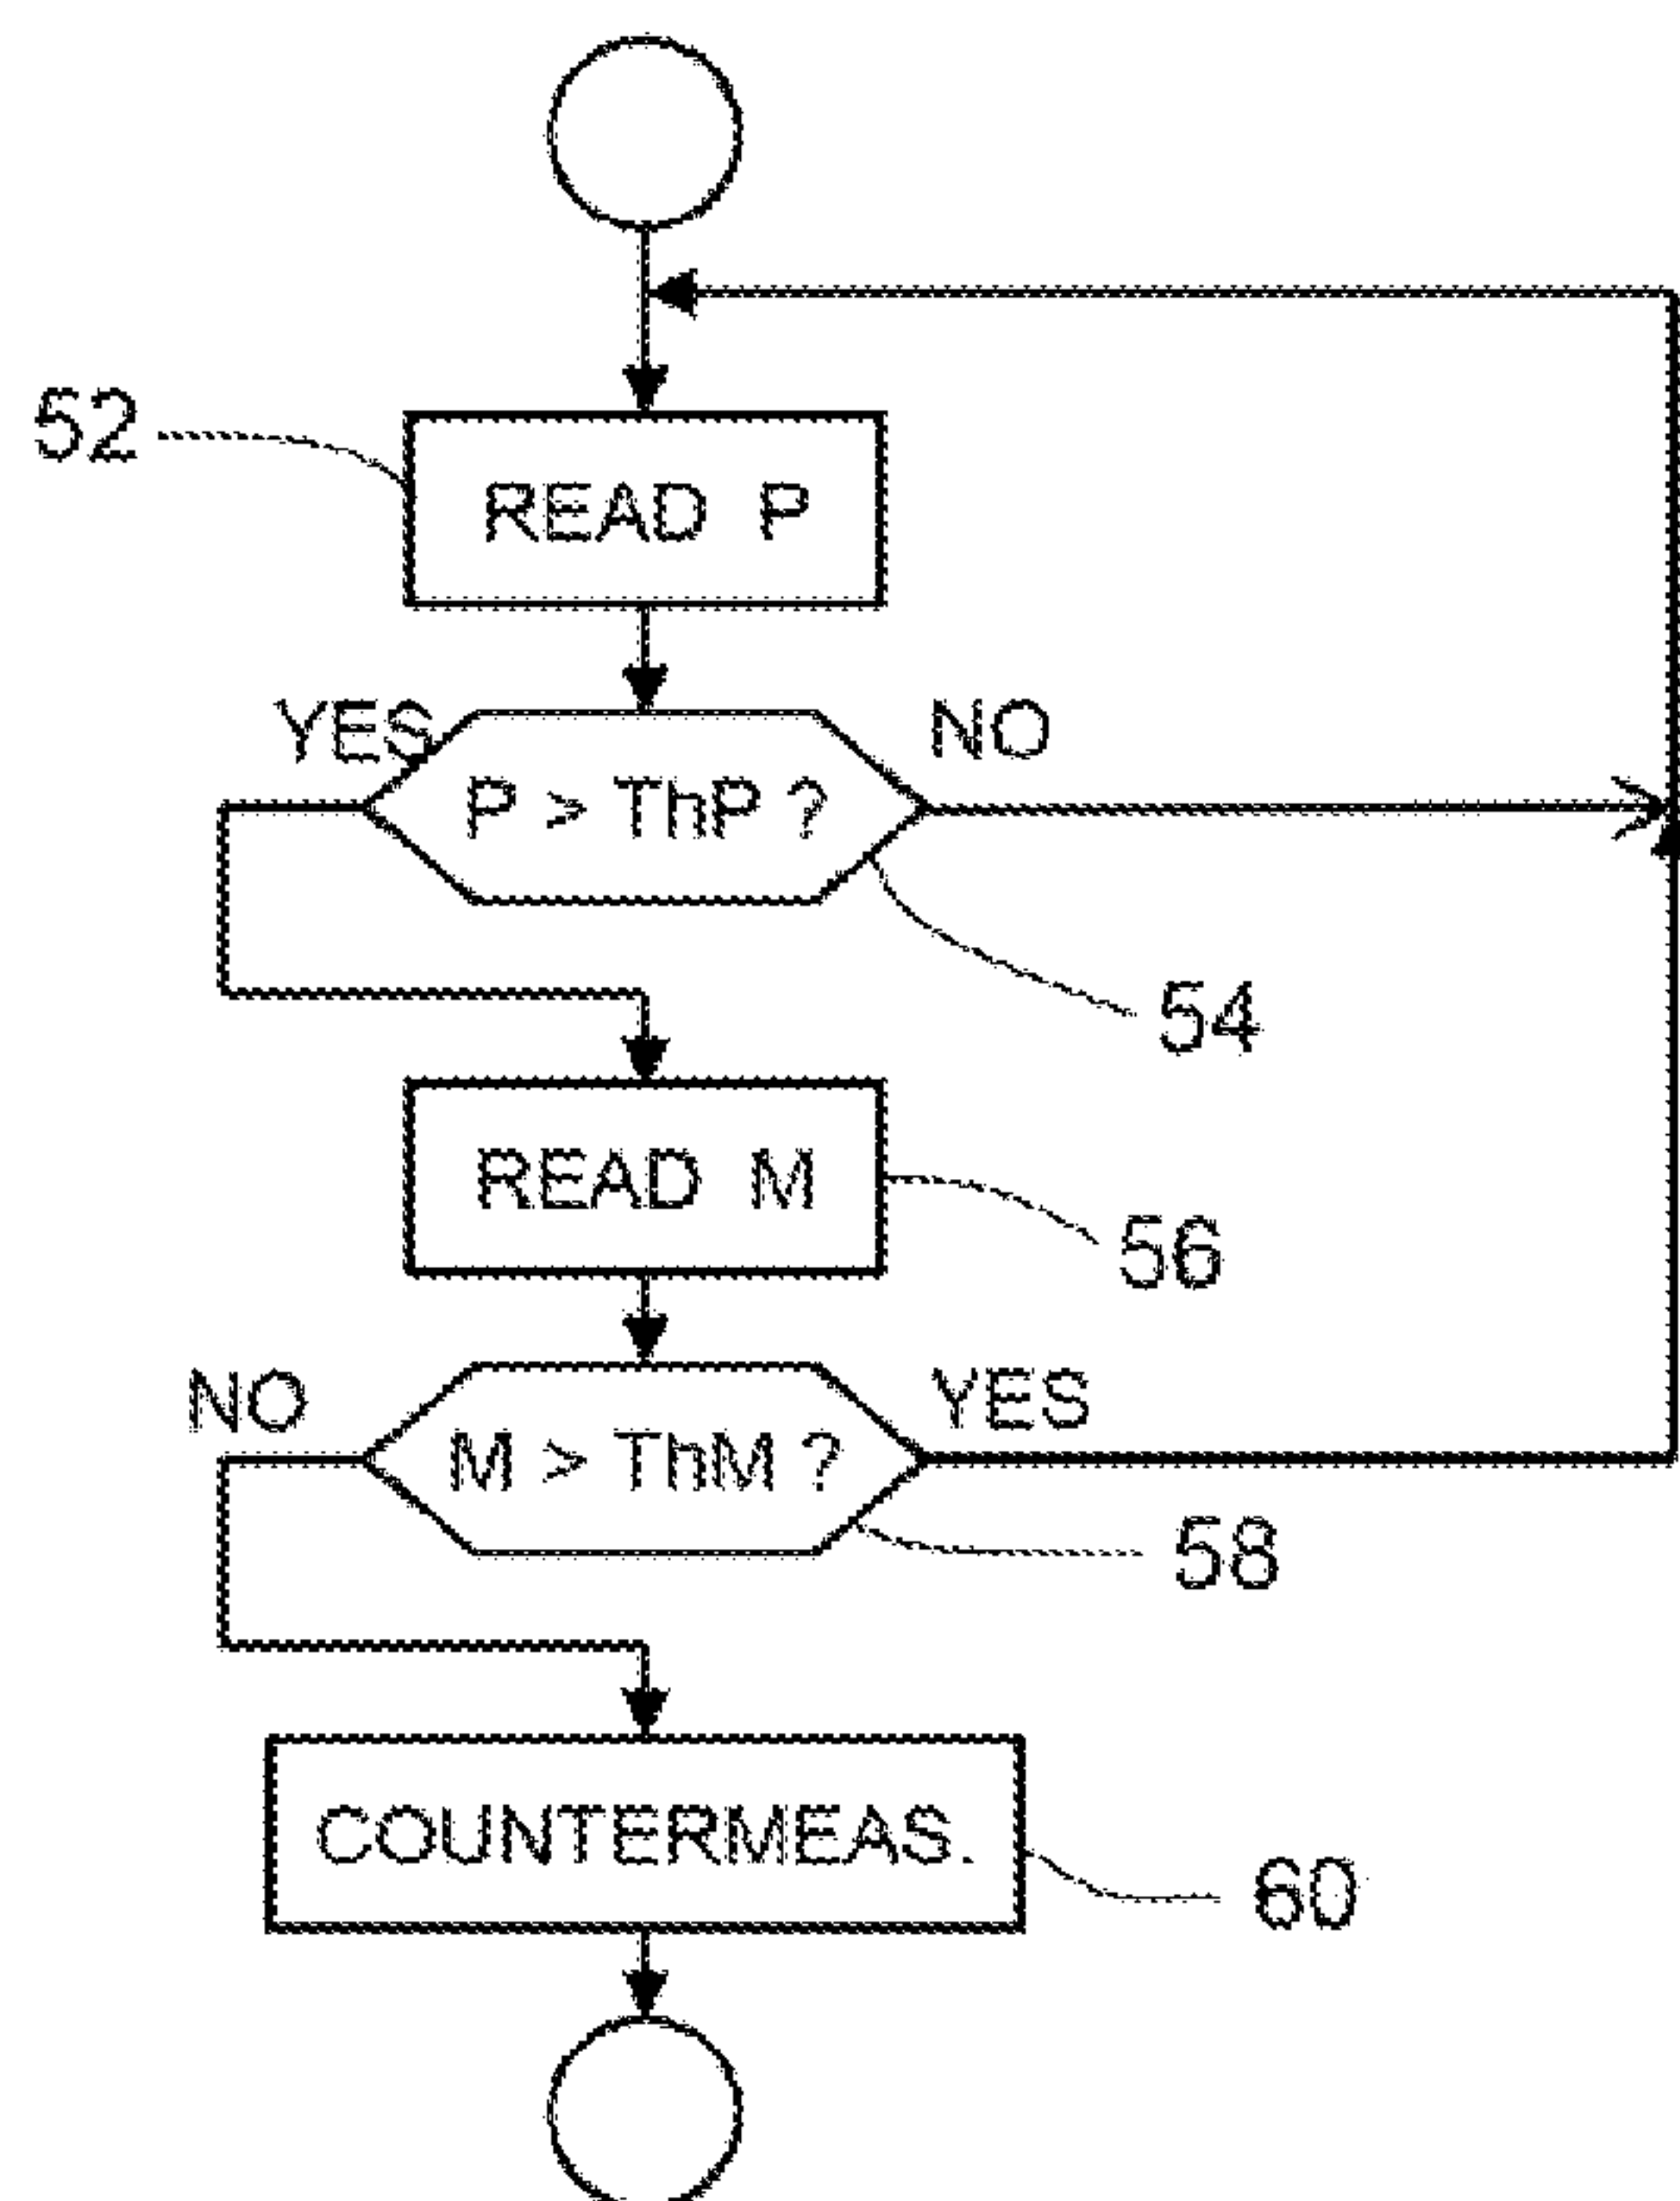 52
READ P
YES
NO
P > ThP ?
54
READ M
56
NO
YES
M > ThM ?
58
COUNTERMEAS.
60